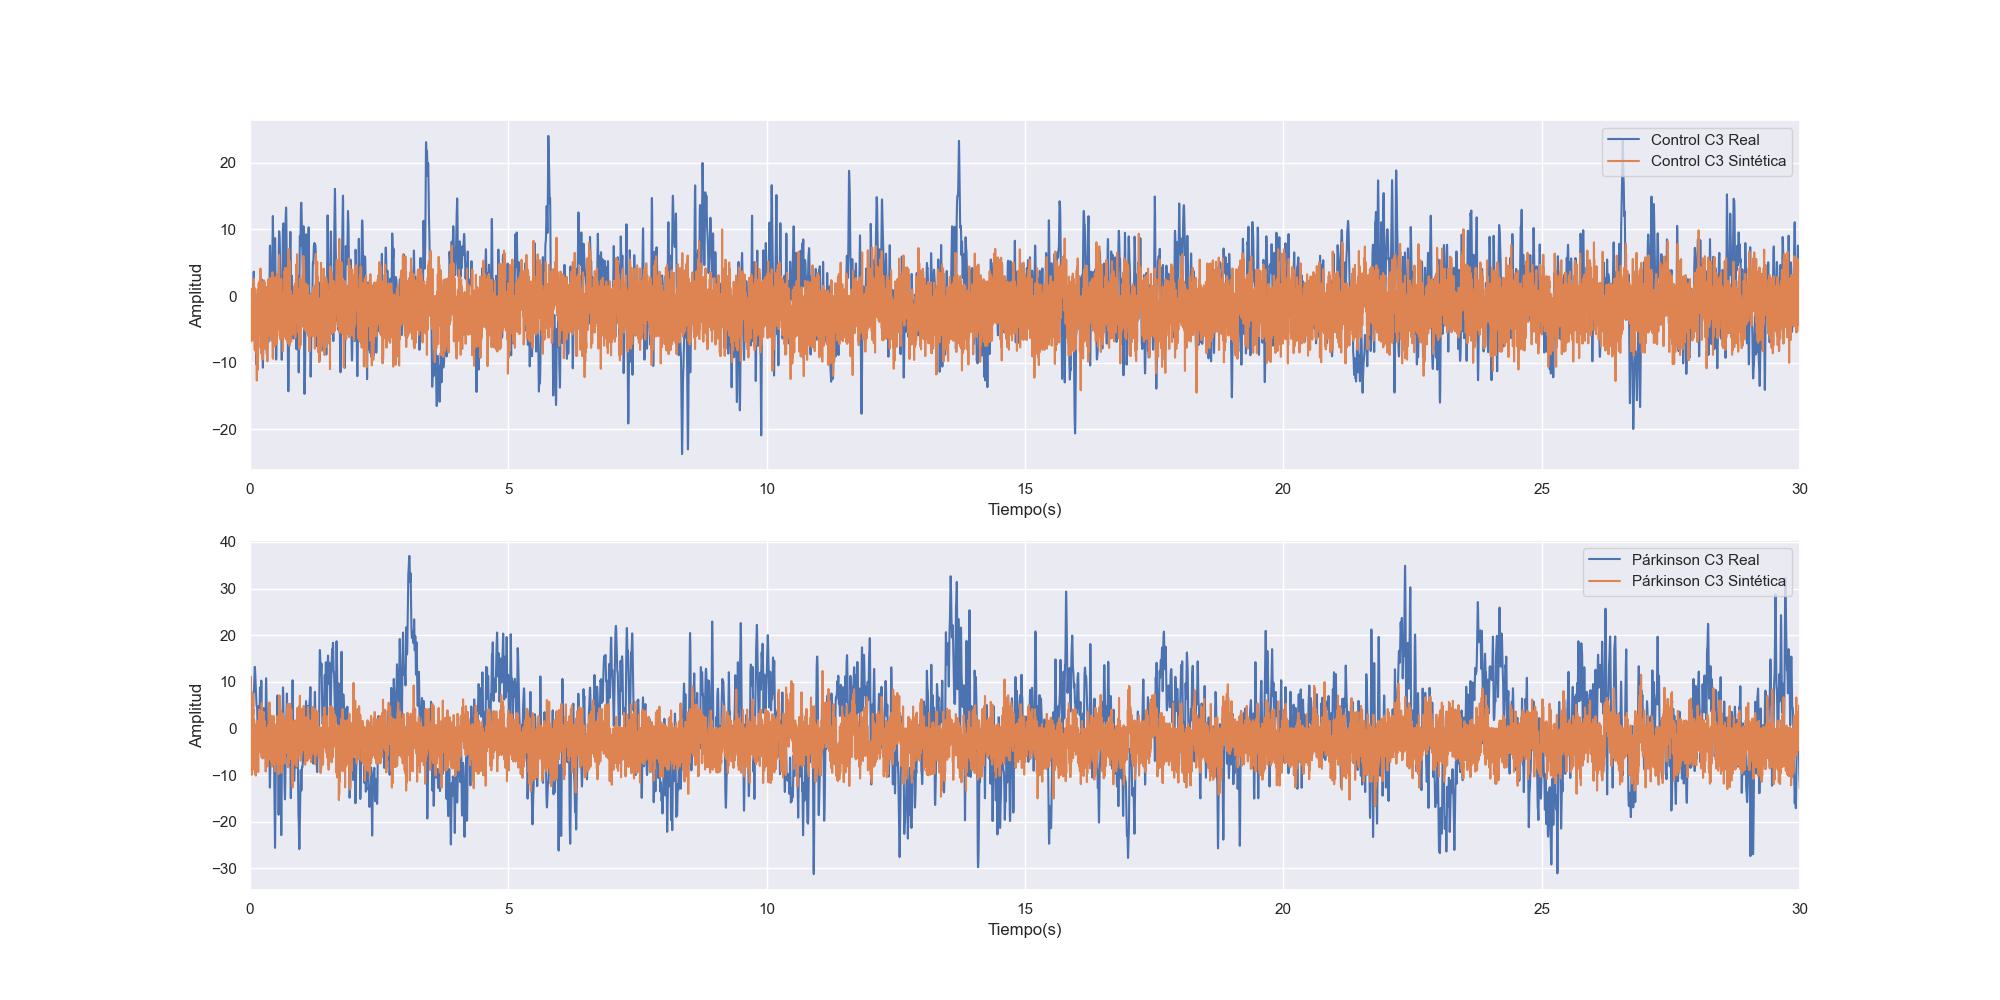 Control C3 Real
Control C3 Sintética
Amplitud
20
10
0
−10
−20
0 5 10 15 20 25 30
Tiempo(s)
Párkinson C3 Real
Párkinson C3 Sintética
Amplitud
40
30
20
10
0
−10
−20
−30
0 5 10 15 20 25 30
Tiempo(s)